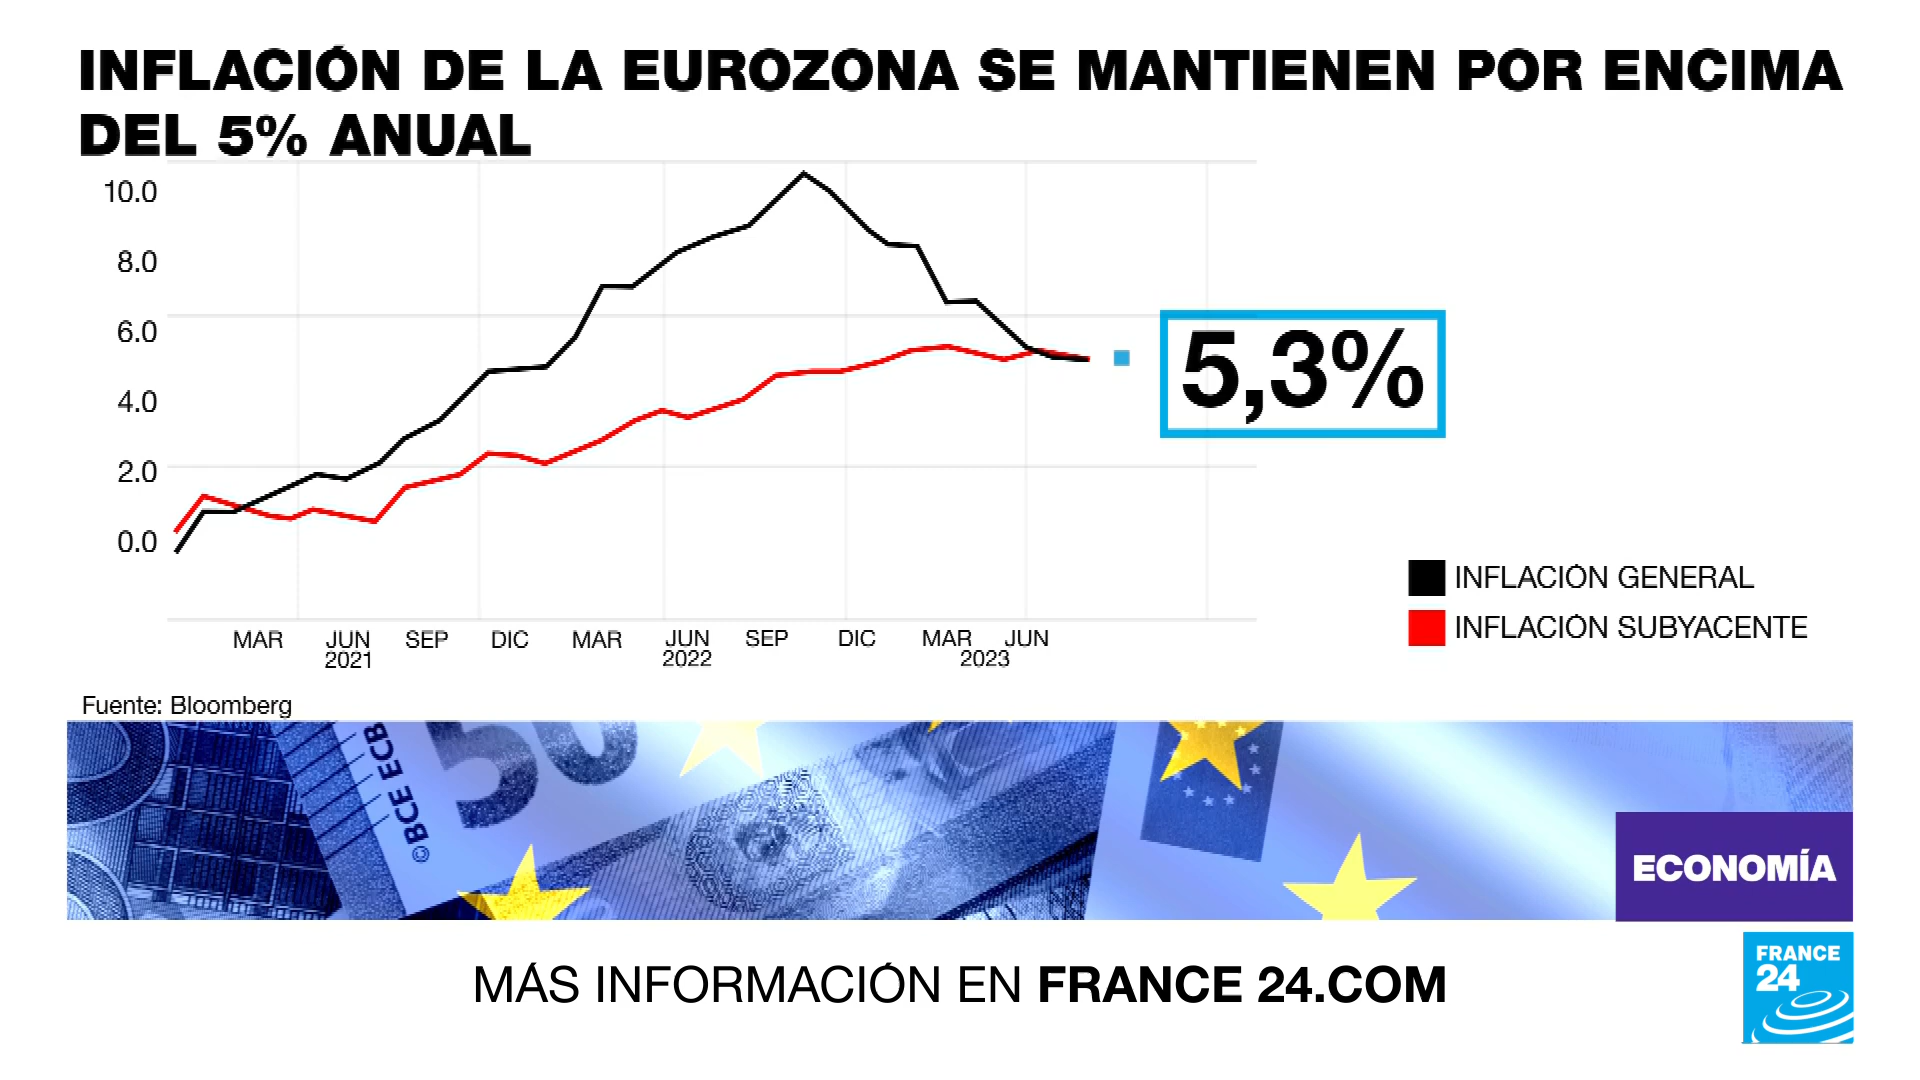 INFLACIÓN DE LA EUROZONA SE MANTIENEN POR ENCIMA
DEL 5% ANUAL
10.0
8.0
6.0
4.0
2.0
0.0
5,3%
INFLACIÓN GENERAL
INFLACIÓN SUBYACENTE
MAR JUN SEP DIC MAR JUN SEP DIC MAR JUN
2021 2022 2023
Fuente: Bloomberg
50
© BCE ECB
ECONOMÍA
MÁS INFORMACIÓN EN FRANCE 24.COM
FRANCE
24